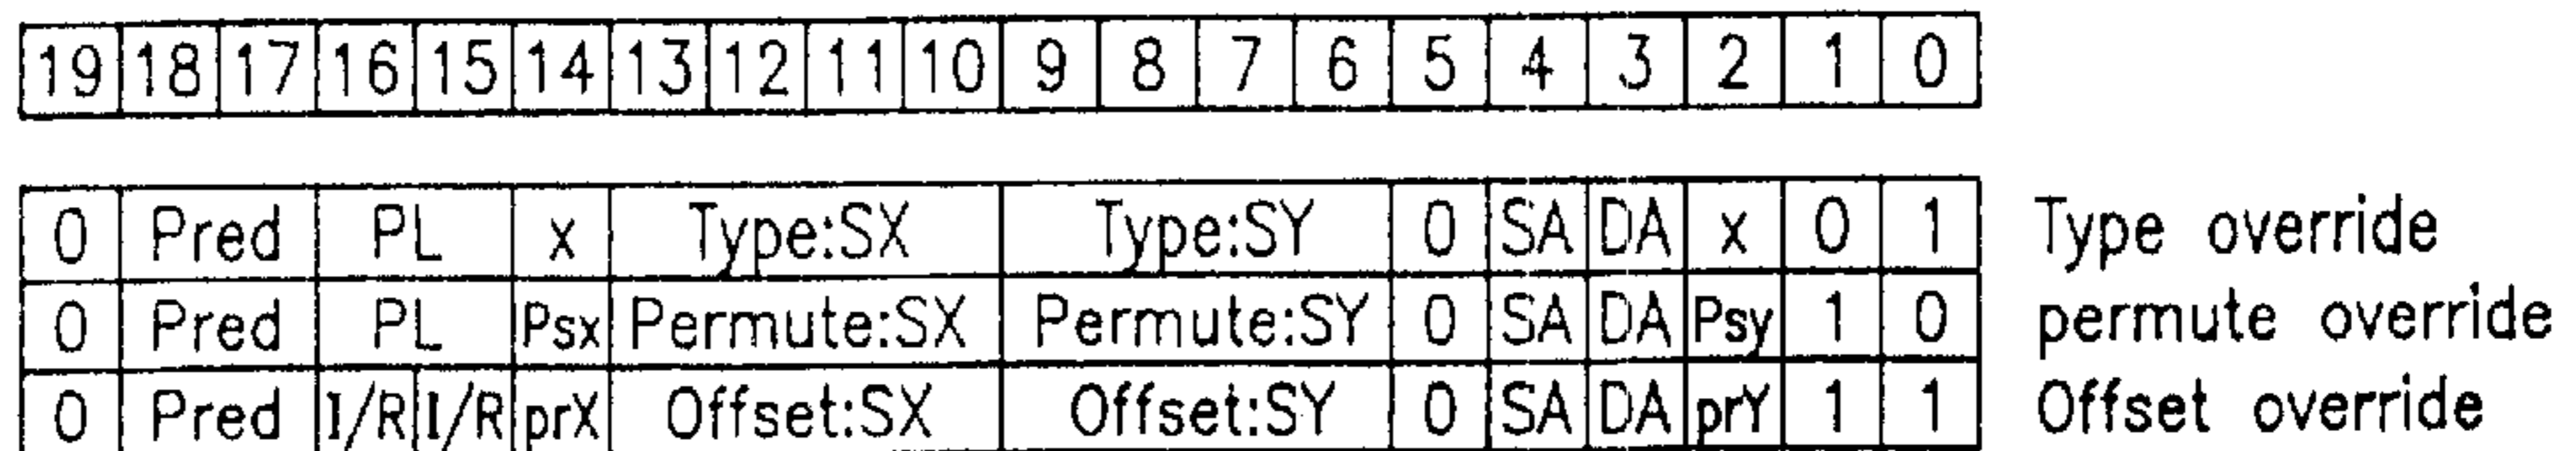 19 18 17 16 15 14 13 12 11 10 9 8 7 6 5 4 3 2 1 0
0 Pred PL x Type:SX Type:SY 0 SA DA x 0 1 Type override
0 Pred PL Psx Permute:SX Permute:SY 0 SA DA Psy 1 0 permute override
0 Pred I/R I/R prX Offset:SX Offset:SY 0 SA DA prY 1 1 Offset override